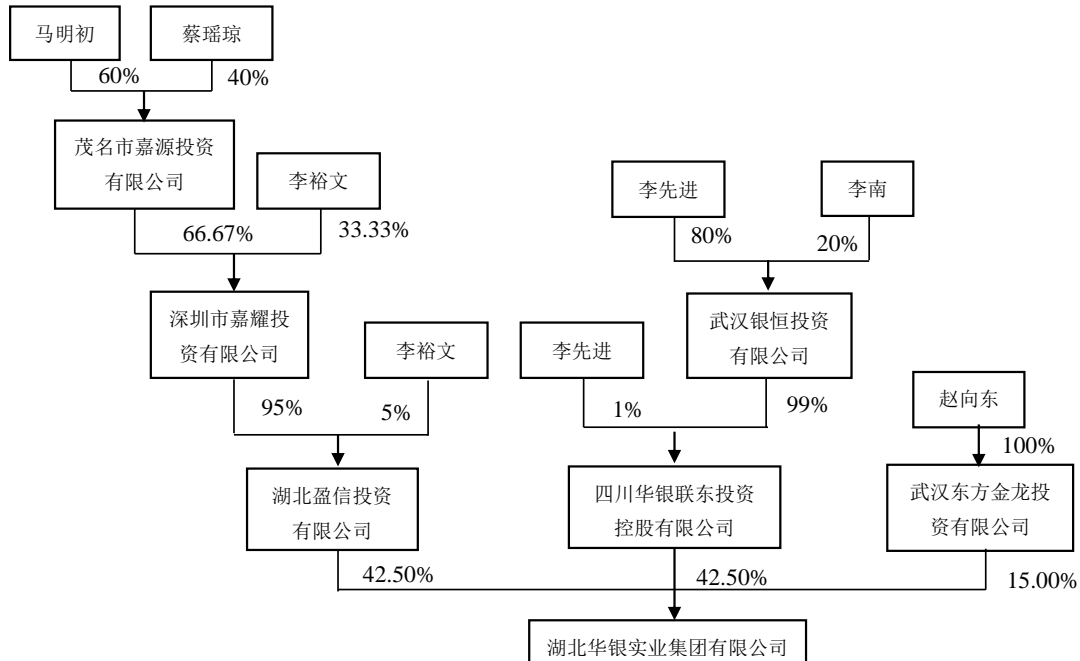 马明初
蔡瑶琼
60%
40%
茂名市嘉源投资
有限公司
李裕文
李先进
李南
66.67%
33.33%
80%
20%
深圳市嘉耀投
资有限公司
李裕文
李先进
武汉银恒投资
有限公司
95%
5%
1%
99%
赵向东
100%
湖北盈信投资
有限公司
四川华银联东投资
控股有限公司
武汉东方金龙投
资有限公司
42.50%
42.50%
15.00%
湖北华银实业集团有限公司